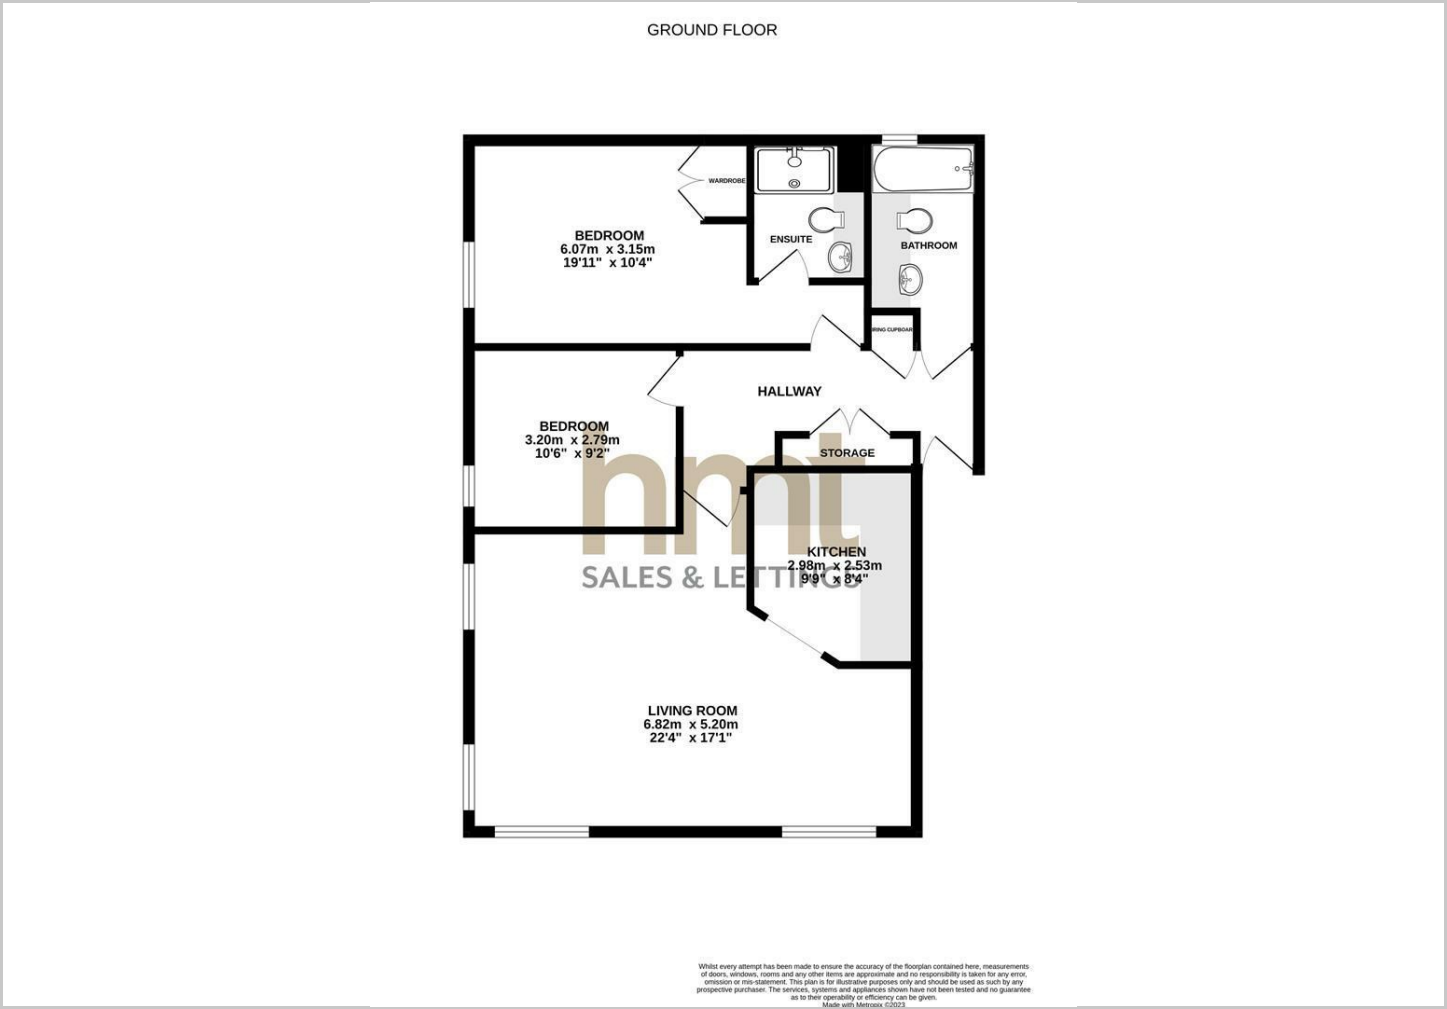 GROUND FLOOR
WARDROBE
BEDROOM
6.07m x 3.15m
19'11" x 10'4"
ENSUITE
BATHROOM
IRING CUPBOAR
HALLWAY
BEDROOM
3.20m x 2.79m
10'6" x 9'2"
STORAGE
hmt
SALES & LETTINGS
KITCHEN
2.98m x 2.53m
9'9" x 8'4"
LIVING ROOM
6.82m x 5.20m
22'4" x 17'1"
Whilst every attempt has been made to ensure the accuracy of the floorplan contained here, measurements
of doors, windows, rooms and any other items are approximate and no responsibility is taken for any error,
omission or mis-statement. This plan is for illustrative purposes only and should be used as such by any
prospective purchaser. The services, systems and appliances shown have not been tested and no guarantee
as to their operability or efficiency can be given.
Made with Metropix ©2023